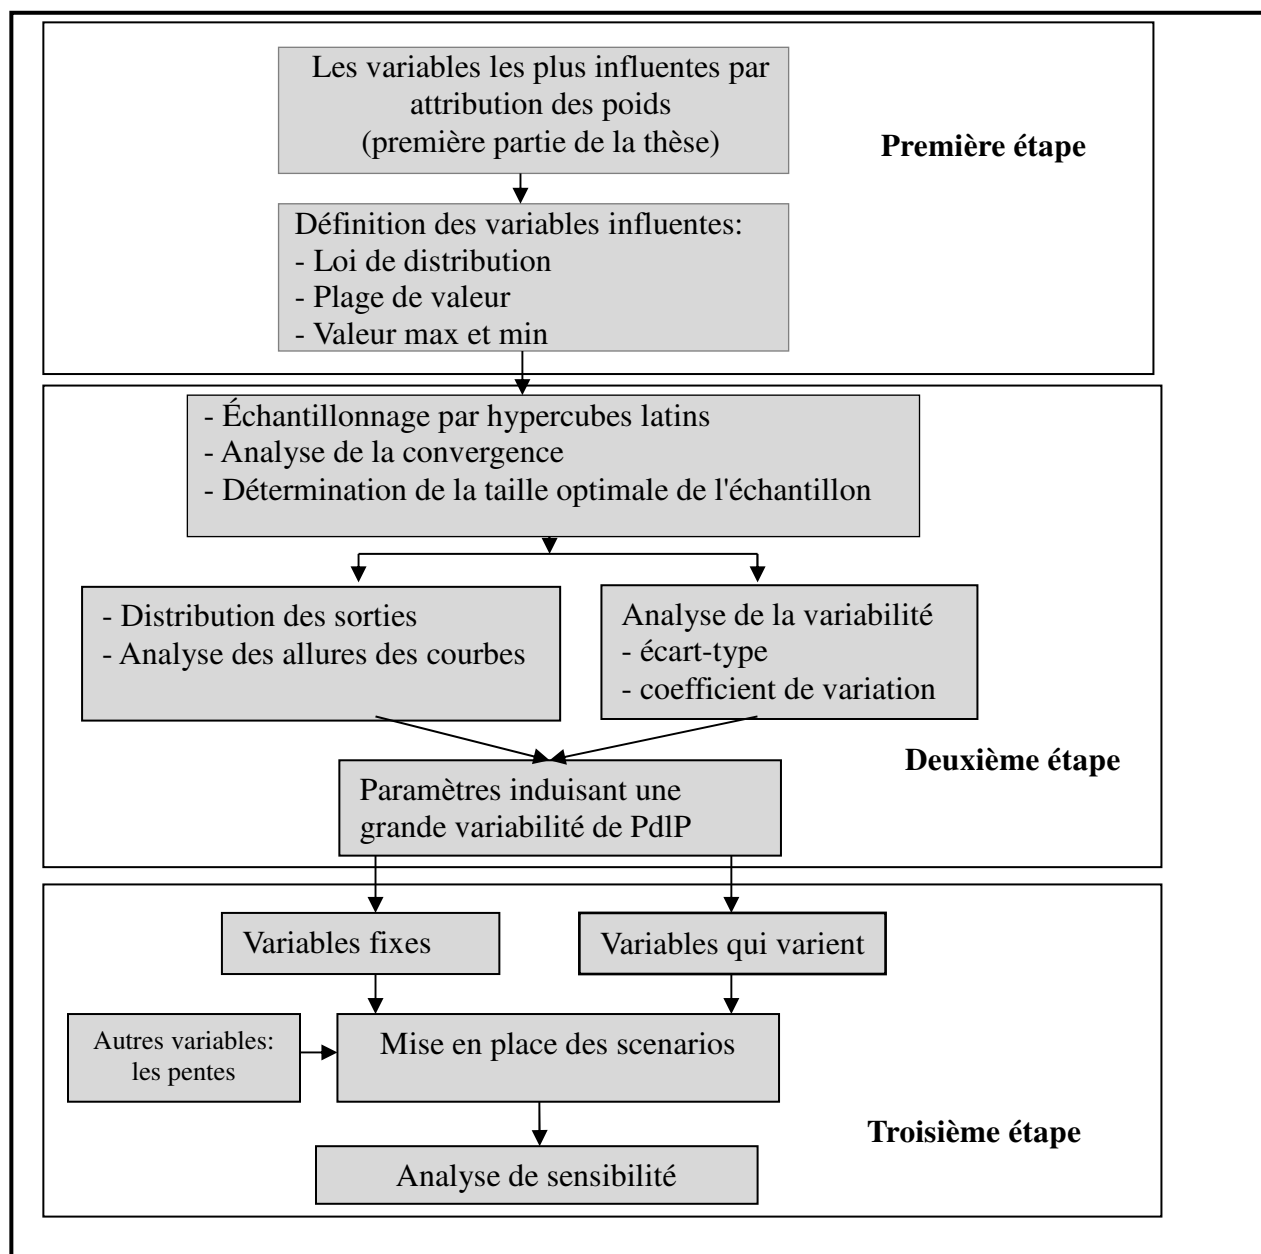 Les variables les plus influentes par
attribution des poids
(première partie de la thèse)
Première étape
Définition des variables influentes:
- Loi de distribution
- Plage de valeur
- Valeur max et min
- Échantillonnage par hypercubes latins
- Analyse de la convergence
- Détermination de la taille optimale de l'échantillon
- Distribution des sorties
- Analyse des allures des courbes
Analyse de la variabilité
- écart-type
- coefficient de variation
Deuxième étape
Paramètres induisant une
grande variabilité de PdlP
Variables fixes
Variables qui varient
Autres variables:
les pentes
Mise en place des scenarios
Troisième étape
Analyse de sensibilité